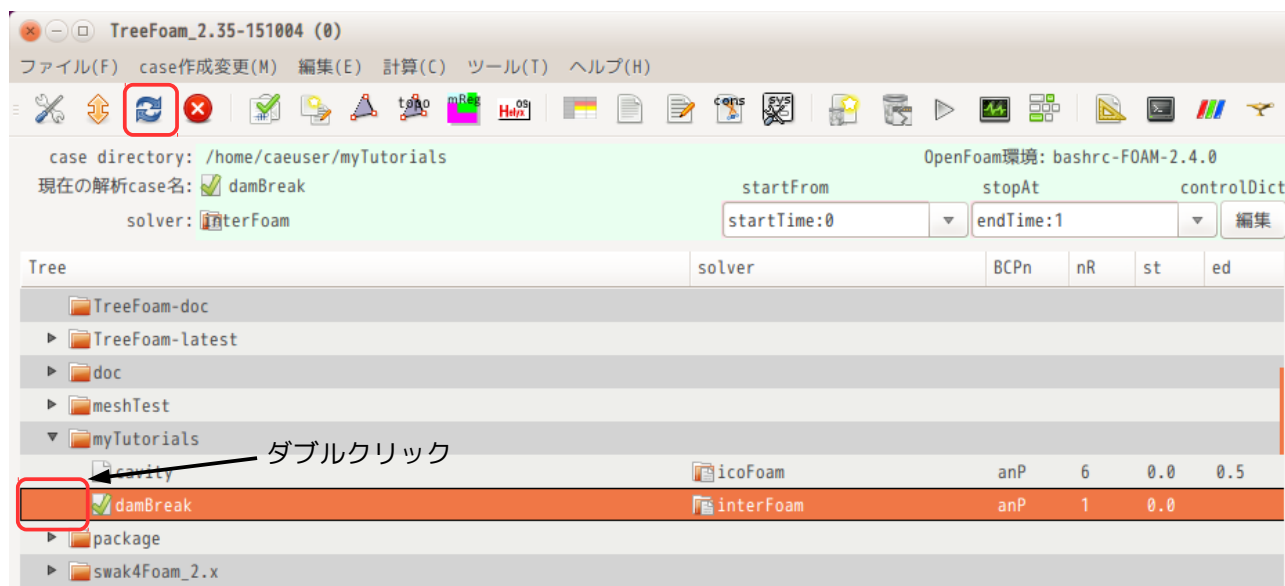 TreeFoam_2.35-151004 (0)
ファイル(F) case作成変更(M) 編集(E) 計算(C) ツール(T) ヘルプ(H)
topo mReg Helyx OS cons sys
case directory: /home/caeuser/myTutorials OpenFoam環境: bashrc-FOAM-2.4.0
現在の解析case名: damBreak startFrom stopAt controlDict
solver: interFoam startTime:0 endTime:1 編集
Tree solver BCPn nR st ed
TreeFoam-doc
TreeFoam-latest
doc
meshTest
myTutorials
ダブルクリック
cavity icoFoam anP 6 0.0 0.5
damBreak interFoam anP 1 0.0
package
swak4Foam_2.x